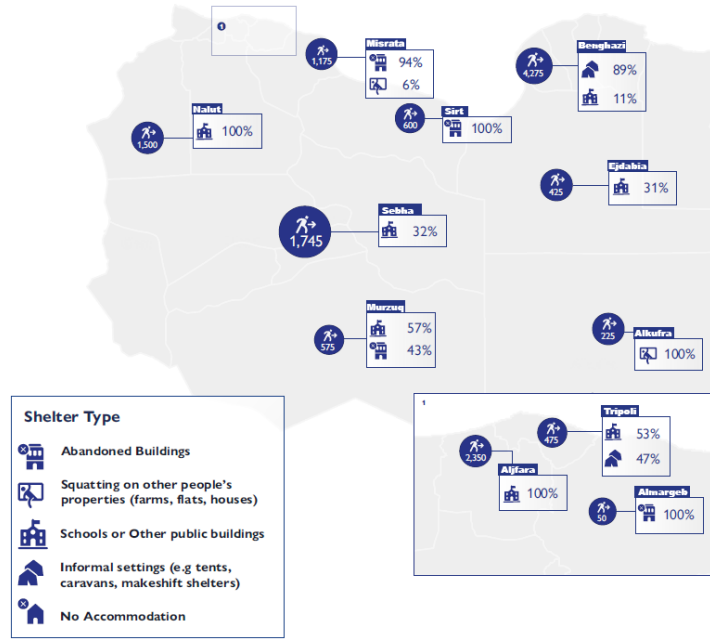 1
Misrata
1,175
94%
6%
Benghazi
4,275
89%
11%
Nalut
1,500
100%
Sirt
600
100%
Ejdabia
425
31%
Sebha
1,745
32%
Murzuq
575
57%
43%
225
Alkufra
100%
1
Tripoli
475
53%
47%
2,350
Aljfara
100%
Almargeb
50
100%
Shelter Type
Abandoned Buildings
Squatting on other people's
properties (farms, flats, houses)
Schools or Other public buildings
Informal settings (e.g tents,
caravans, makeshift shelters)
No Accommodation